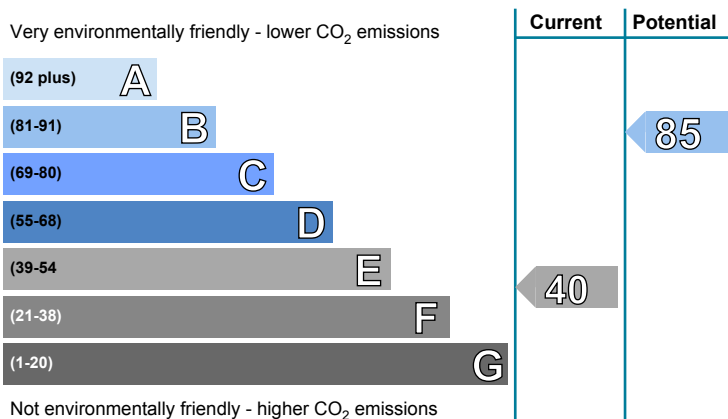 Current Potential
Very environmentally friendly - lower CO2 emissions
(92 plus) A
(81-91) B
85
(69-80) C
(55-68) D
(39-54 E
40
(21-38) F
(1-20) G
Not environmentally friendly - higher CO2 emissions